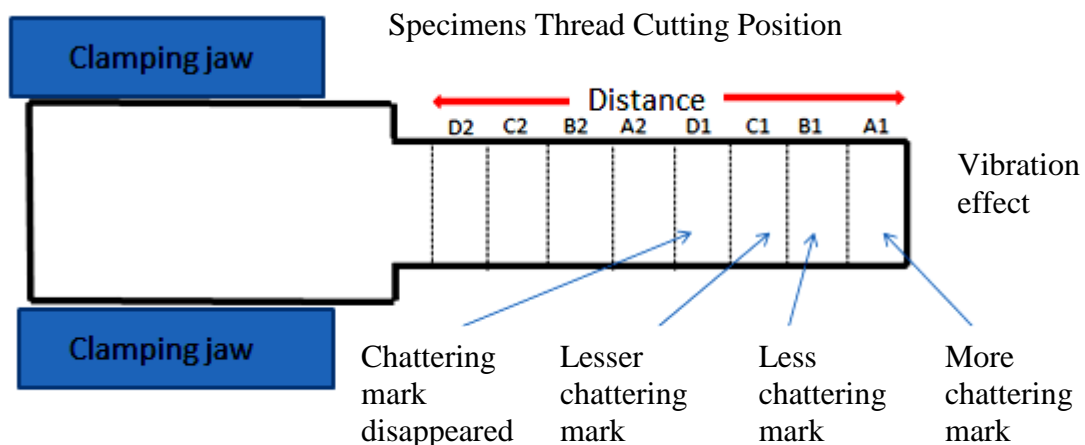 Specimens Thread Cutting Position
Clamping jaw
Distance
D2 C2 B2 A2 D1 C1 B1 A1
Vibration
effect
Clamping jaw
Chattering
mark
disappeared
Lesser
chattering
mark
Less
chattering
mark
More
chattering
mark